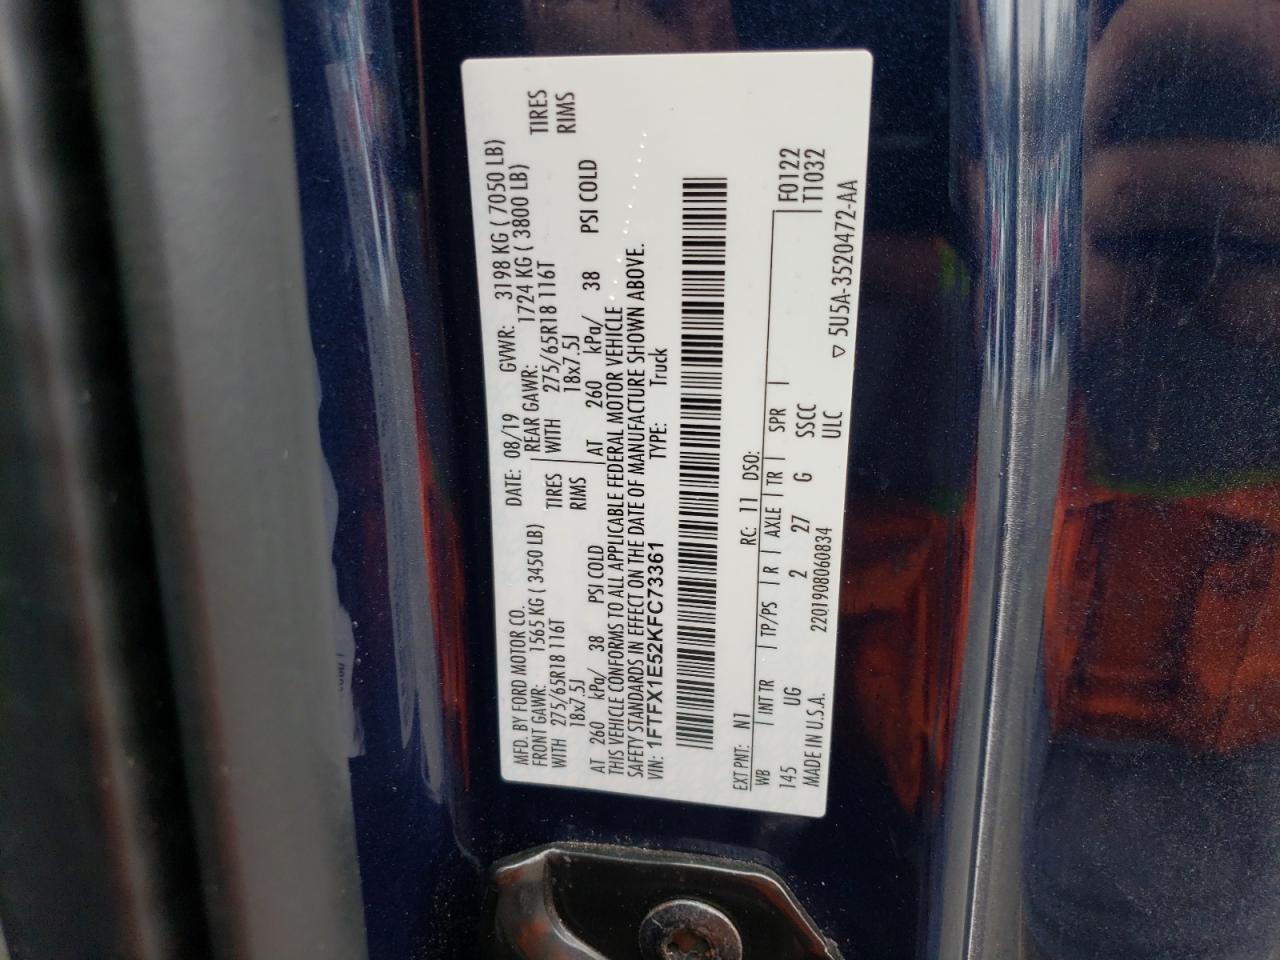 MFD. BY FORD MOTOR CO. DATE: 08/19 GVWR: 3198 KG ( 7050 LB)
FRONT GAWR: 1565 KG ( 3450 LB) REAR GAWR: 1724 KG ( 3800 LB)
WITH 275/65R18 116T TIRES WITH 275/65R18 116T TIRES
18x7.5J RIMS 18x7.5J RIMS
AT 260 kPa/ 38 PSI COLD AT 260 kPa/ 38 PSI COLD
THIS VEHICLE CONFORMS TO ALL APPLICABLE FEDERAL MOTOR VEHICLE
SAFETY STANDARDS IN EFFECT ON THE DATE OF MANUFACTURE SHOWN ABOVE.
VIN: 1FTFX1E52KFC73361 TYPE: Truck
EXT PNT: N1 RC: 11 DSO: F0122
WB INT TR TP/PS R AXLE TR SPR T1032
145 UG 2 27 G SSCC
ULC
MADE IN U.S.A. 2201908060834 ▽ 5U5A-3520472-AA